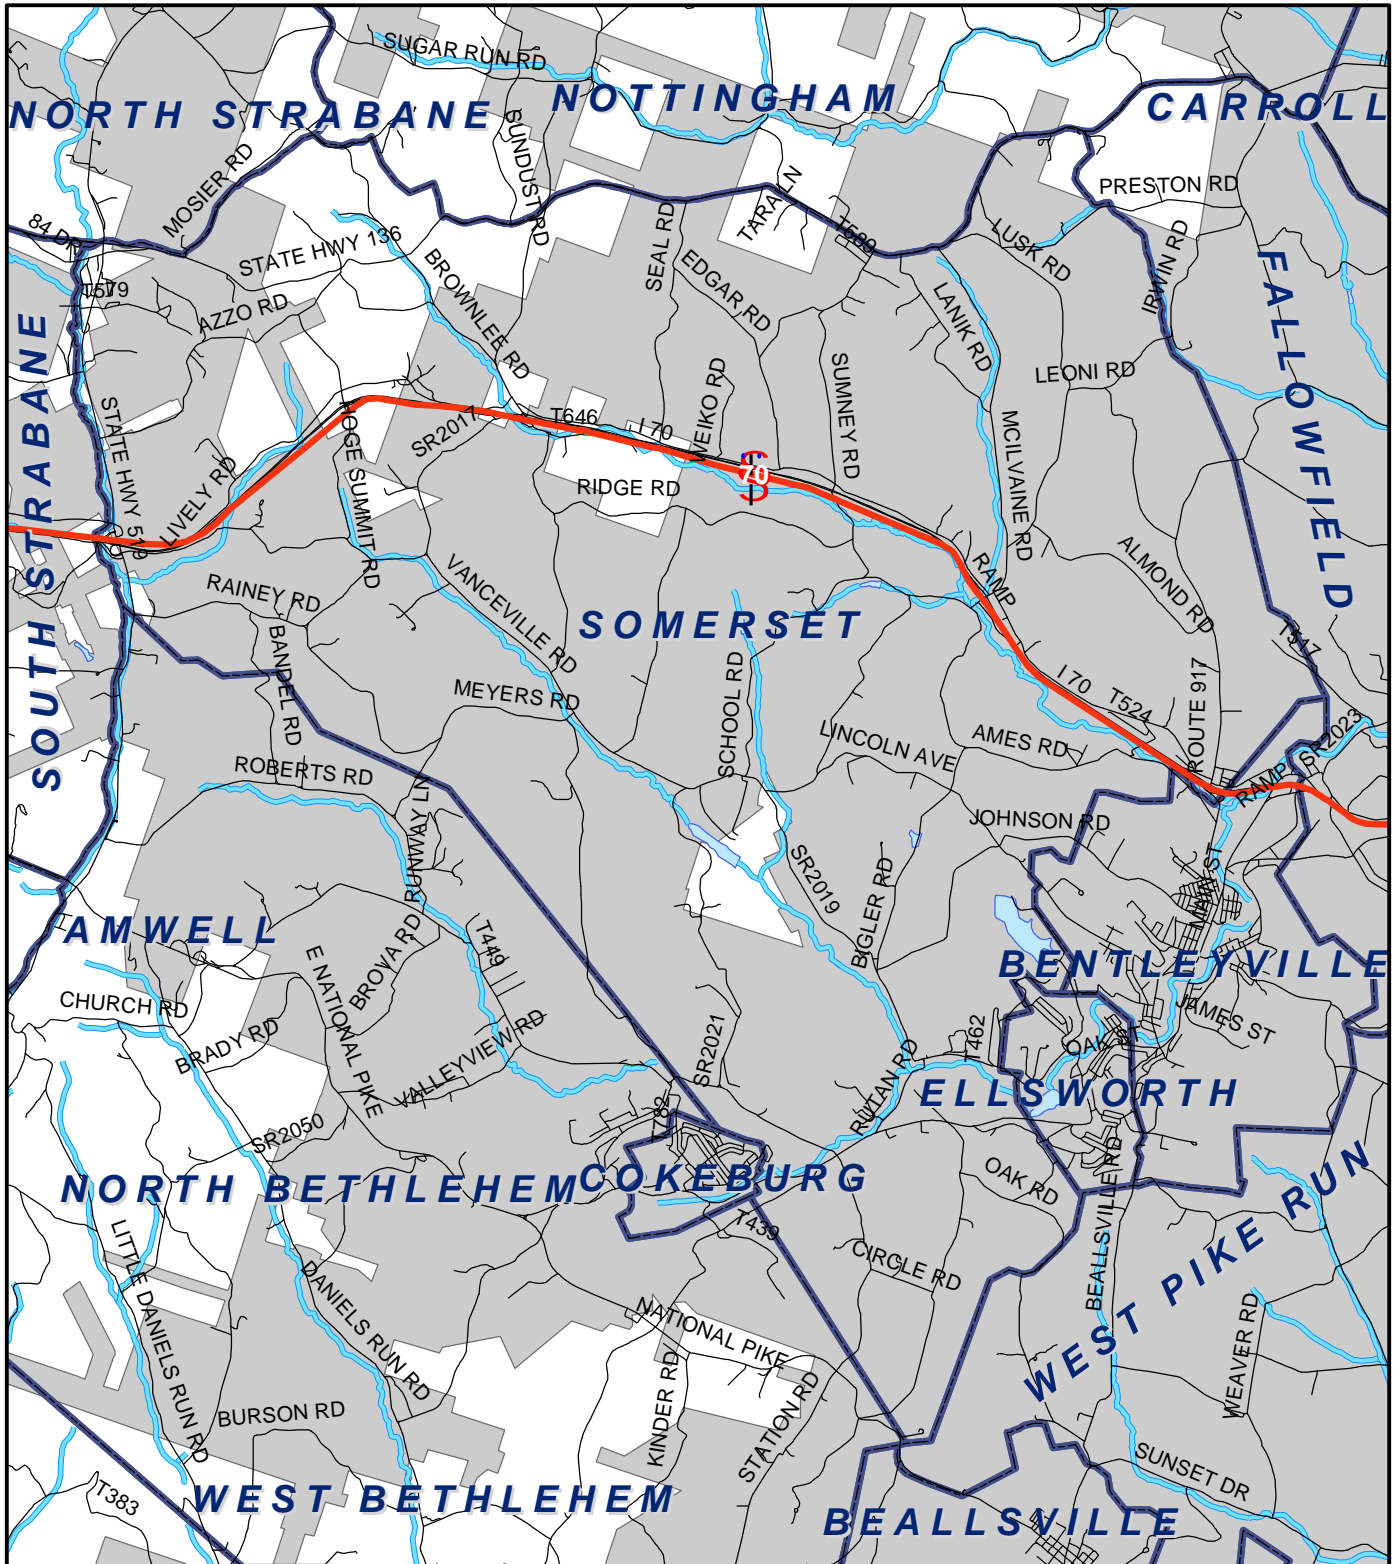 SUGAR RUN RD
NORTH STRABANE
NOTTINGHAM
CARROLL
SUNDUST RD
MOSIER RD
TARA LN
PRESTON RD
84 DR
STATE HWY 136
SEAL RD
T599
LUSK RD
IRWIN RD
BROWNLEE RD
EDGAR RD
T579
AZZO RD
LANIK RD
FALLOWFIELD
SOUTH STRABANE
SUMNEY RD
LEONI RD
WEIKO RD
STATE HWY 519
HOGE SUMMIT RD
SR2017
T646
I 70
MCILVAINE RD
LIVELY RD
70
RIDGE RD
RAMP
ALMOND RD
RAINEY RD
VANCEVILLE RD
SOMERSET
T547
BANDEL RD
MEYERS RD
SCHOOL RD
I 70
T524
ROUTE 917
LINCOLN AVE
AMES RD
SR2023
ROBERTS RD
RAMP
RUNWAY LN
JOHNSON RD
SR2019
MAIN ST
BIGLER RD
AMWELL
BROVA RD
T449
E NATIONAL PIKE
BENTLEYVILLE
CHURCH RD
BRADY RD
JAMES ST
VALLEYVIEW RD
SR2021
T462
OAK ST
RUTAN RD
ELLSWORTH
SR2050
T782
NORTH BETHLEHEM
COKEBURG
OAK RD
BEALLSVILLE RD
WEST PIKE RUN
T439
CIRCLE RD
LITTLE DANIELS RUN RD
DANIELS RUN RD
NATIONAL PIKE
WEAVER RD
KINDER RD
STATION RD
BURSON RD
SUNSET DR
T383
WEST BETHLEHEM
BEALLSVILLE